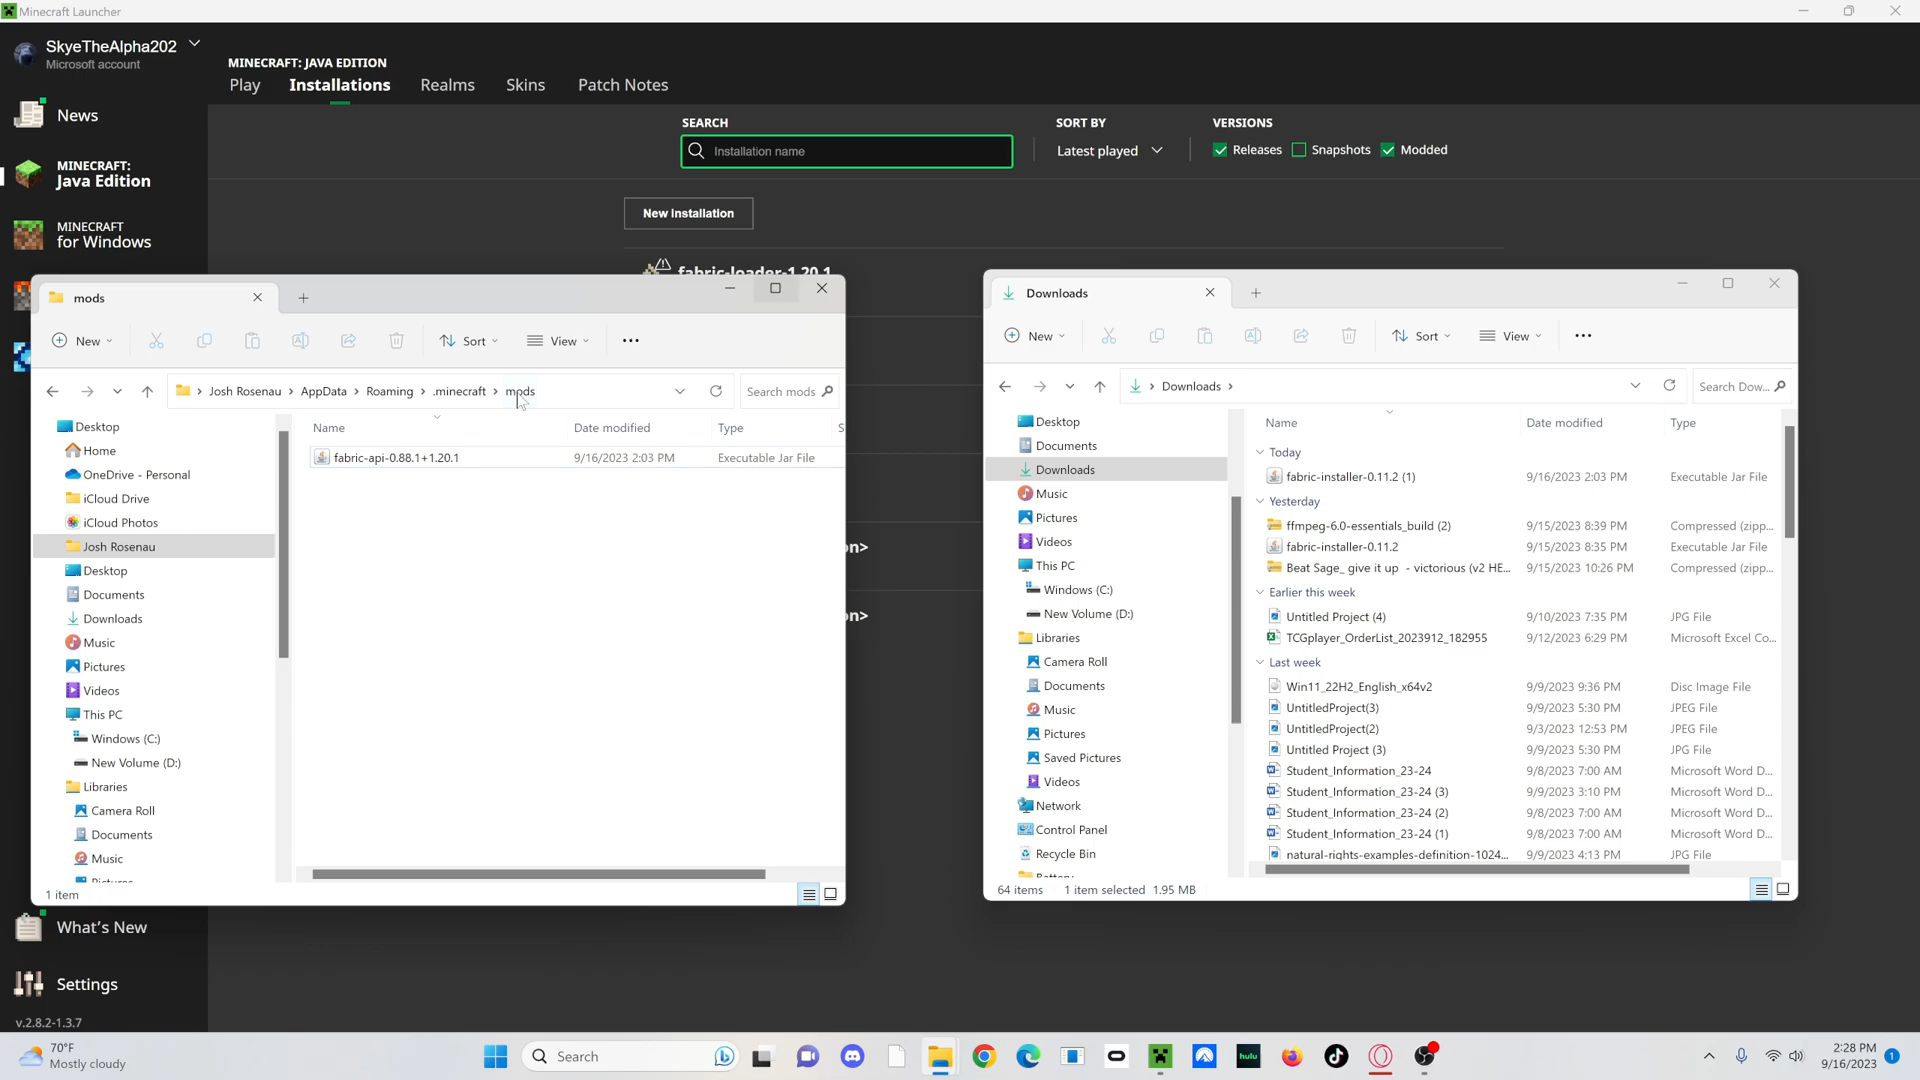 Minecraft Launcher
SkyeTheAlpha202
Microsoft account
News
MINECRAFT:
Java Edition
MINECRAFT
for Windows
What's New
Settings
v.2.8.2-1.3.7
MINECRAFT: JAVA EDITION
Play Installations Realms Skins Patch Notes
SEARCH SORT BY VERSIONS
Installation name Latest played Releases Snapshots Modded
New installation
fabric-loader-1.20.1
on>
on>
mods
New Sort View
Josh Rosenau > AppData > Roaming > .minecraft > mods Search mods
Name Date modified Type S
fabric-api-0.88.1+1.20.1 9/16/2023 2:03 PM Executable Jar File
Desktop
Home
OneDrive - Personal
iCloud Drive
iCloud Photos
Josh Rosenau
Desktop
Documents
Downloads
Music
Pictures
Videos
This PC
Windows (C:)
New Volume (D:)
Libraries
Camera Roll
Documents
Music
Pictures
1 item
Downloads
New Sort View
Downloads > Search Dow...
Name Date modified Type
Desktop
Documents
Downloads
Music
Pictures
Videos
This PC
Windows (C:)
New Volume (D:)
Libraries
Camera Roll
Documents
Music
Pictures
Saved Pictures
Videos
Network
Control Panel
Recycle Bin
Battery
Today
fabric-installer-0.11.2 (1) 9/16/2023 2:03 PM Executable Jar File
Yesterday
ffmpeg-6.0-essentials_build (2) 9/15/2023 8:39 PM Compressed (zipp...
fabric-installer-0.11.2 9/15/2023 8:35 PM Executable Jar File
Beat Sage_ give it up - victorious (v2 HE... 9/15/2023 10:26 PM Compressed (zipp...
Earlier this week
Untitled Project (4) 9/10/2023 7:35 PM JPG File
TCGplayer_OrderList_2023912_182955 9/12/2023 6:29 PM Microsoft Excel Co...
Last week
Win11_22H2_English_x64v2 9/9/2023 9:36 PM Disc Image File
UntitledProject(3) 9/9/2023 5:30 PM JPEG File
UntitledProject(2) 9/3/2023 12:53 PM JPEG File
Untitled Project (3) 9/9/2023 5:30 PM JPG File
Student_Information_23-24 9/8/2023 7:00 AM Microsoft Word D...
Student_Information_23-24 (3) 9/9/2023 3:10 PM Microsoft Word D...
Student_Information_23-24 (2) 9/8/2023 7:00 AM Microsoft Word D...
Student_Information_23-24 (1) 9/8/2023 7:00 AM Microsoft Word D...
natural-rights-examples-definition-1024... 9/9/2023 4:13 PM JPG File
64 items 1 item selected 1.95 MB
70°F
Mostly cloudy
Search
hulu
2:28 PM
9/16/2023
1